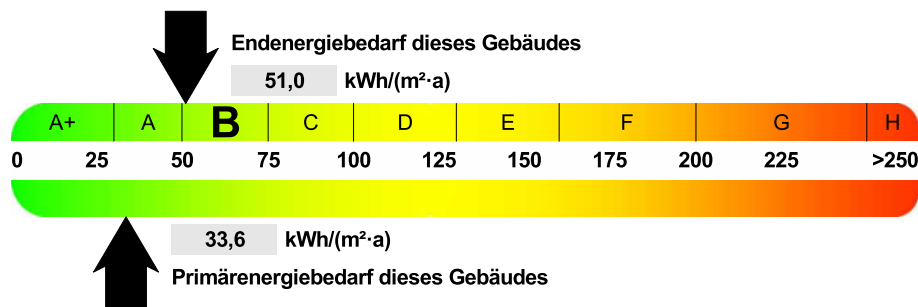 Endenergiebedarf dieses Gebäudes
51,0 kWh/(m²·a)
A+ A B C D E F G H
0 25 50 75 100 125 150 175 200 225 >250
33,6 kWh/(m²·a)
Primärenergiebedarf dieses Gebäudes